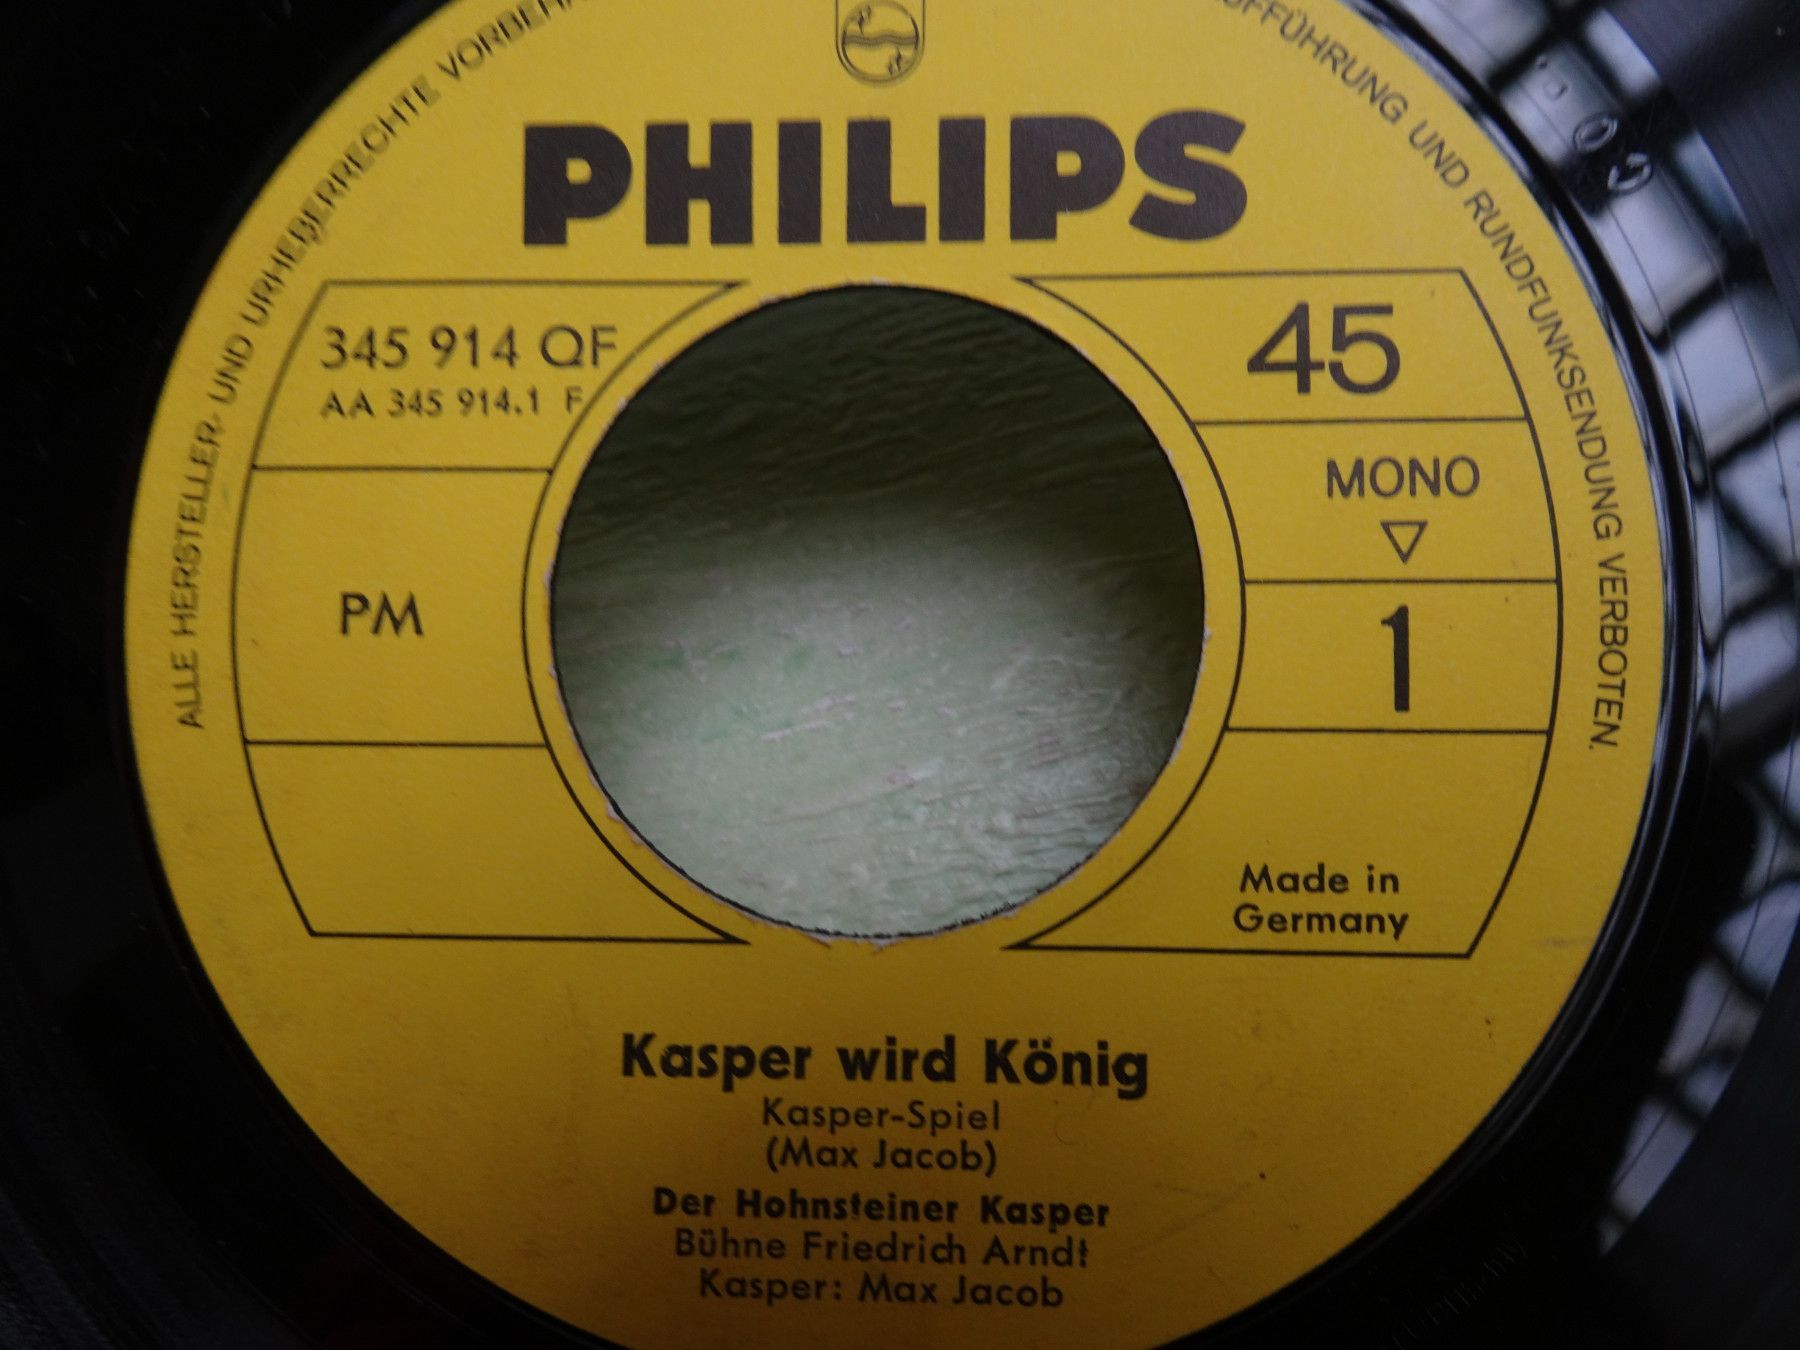 ALLE HERSTELLER- UND URHEBERRECHTE
UND RUNDFUNKSENDUNG VERBOTEN.
PHILIPS
345 914 QF
AA 345 914.1 F
45
MONO
PM
1
Made in
Germany
Kasper wird König
Kasper-Spiel
(Max Jacob)
Der Hohnsteiner Kasper
Bühne Friedrich Arndt
Kasper: Max Jacob